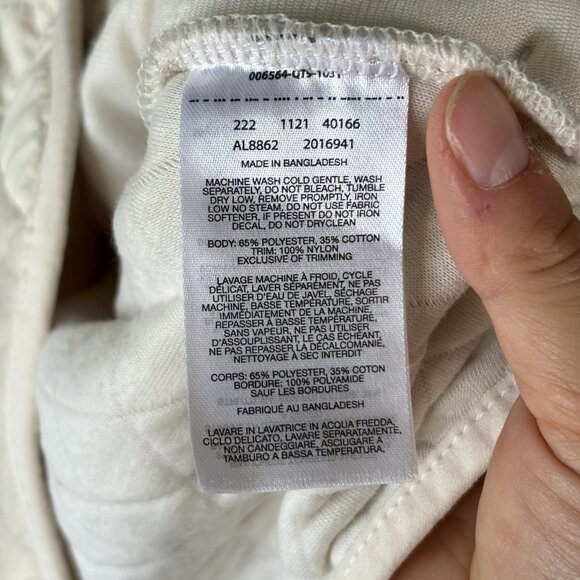 006564-QTS-1031
222 1121 40166
AL8862 2016941
MADE IN BANGLADESH
MACHINE WASH COLD GENTLE, WASH
SEPARATELY, DO NOT BLEACH, TUMBLE
DRY LOW, REMOVE PROMPTLY, IRON
LOW NO STEAM, DO NOT USE FABRIC
SOFTENER, IF PRESENT DO NOT IRON
DECAL, DO NOT DRYCLEAN
BODY: 65% POLYESTER, 35% COTTON
TRIM: 100% NYLON
EXCLUSIVE OF TRIMMING
LAVAGE MACHINE À FROID, CYCLE
DÉLICAT, LAVER SÉPARÉMENT, NE PAS
UTILISER D'EAU DE JAVEL, SÉCHAGE
MACHINE, BASSE TEMPÉRATURE, SORTIR
IMMÉDIATEMENT DE LA MACHINE,
REPASSER À BASSE TEMPÉRATURE,
SANS VAPEUR, NE PAS UTILISER
D'ASSOUPLISSANT, LE CAS ÉCHÉANT,
NE PAS REPASSER LA DÉCALCOMANIE,
NETTOYAGE À SEC INTERDIT
CORPS: 65% POLYESTER, 35% COTON
BORDURE: 100% POLYAMIDE
SAUF LES BORDURES
FABRIQUÉ AU BANGLADESH
LAVARE IN LAVATRICE IN ACQUA FREDDA,
CICLO DELICATO, LAVARE SEPARATAMENTE,
NON CANDEGGIARE, ASCIUGARE A
TAMBURO A BASSA TEMPERATURA,